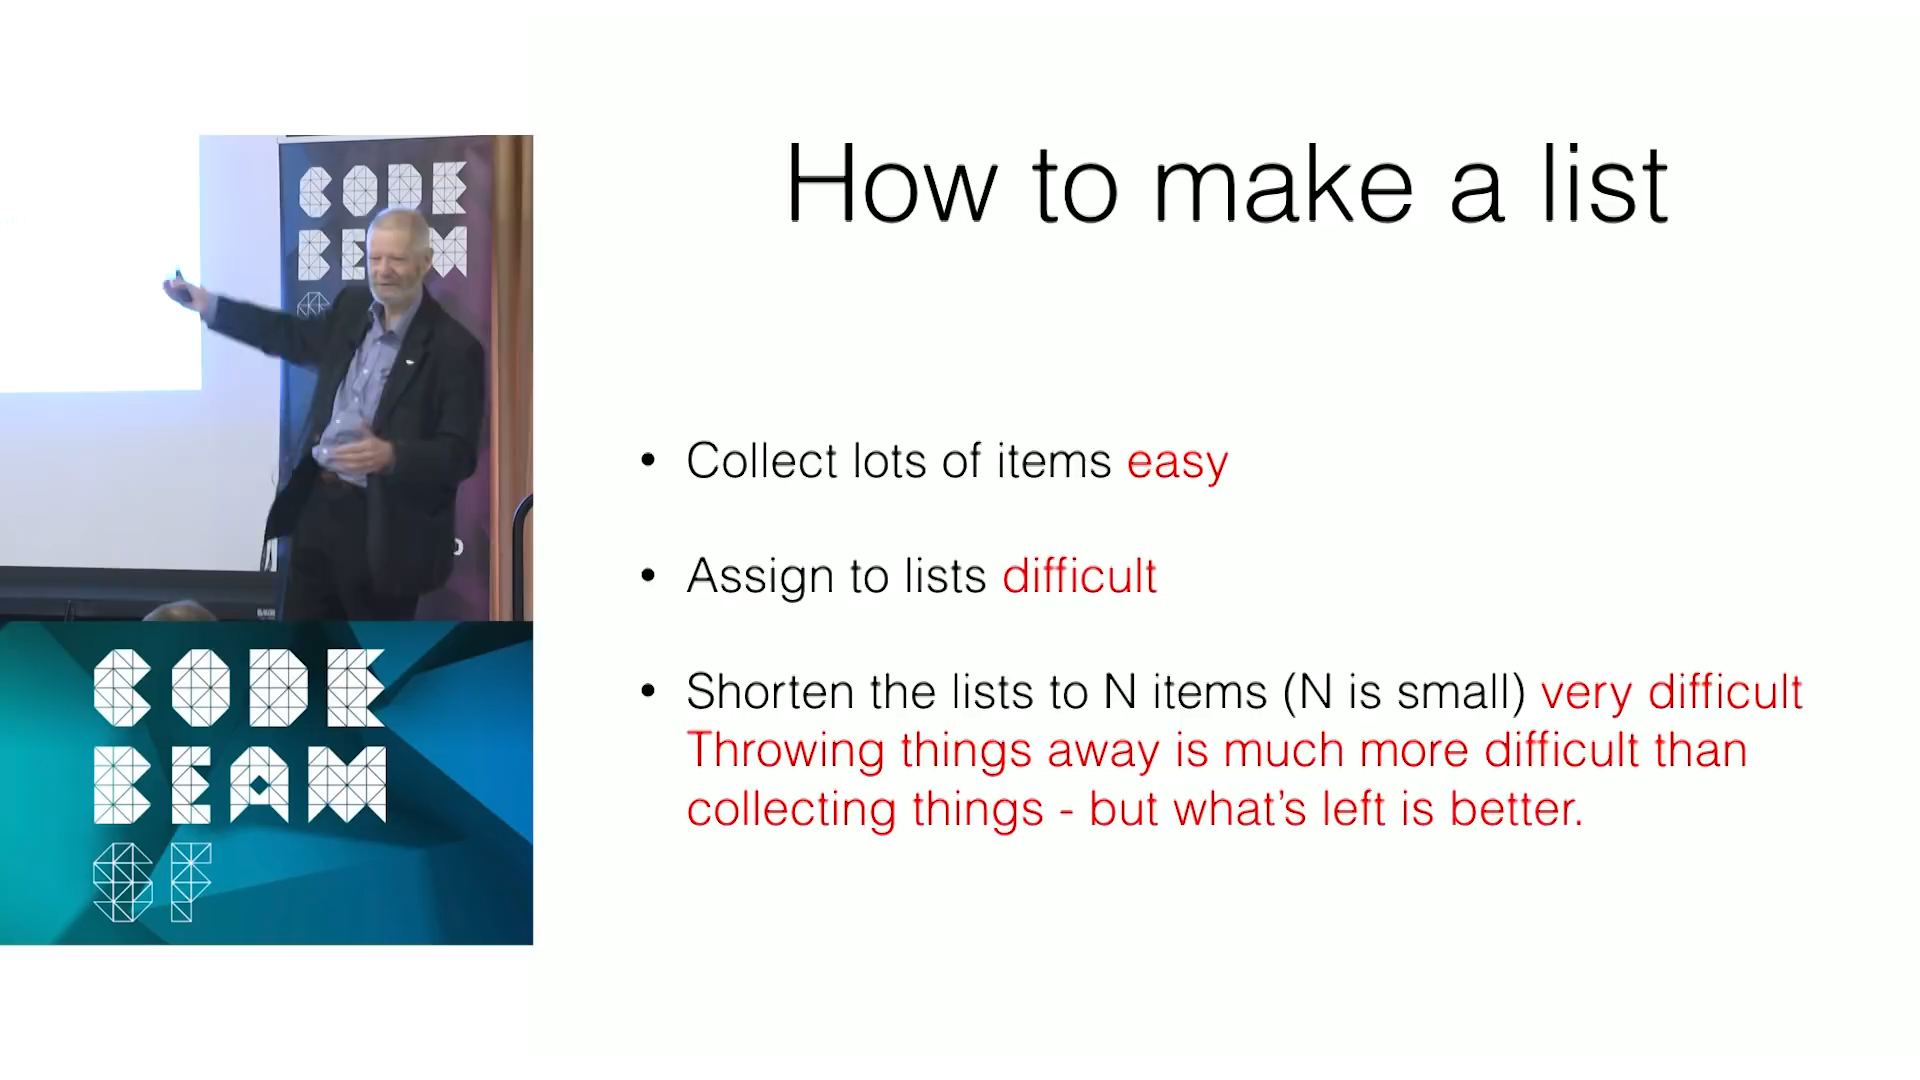 CODE
BEAM
CODE
BEAM
SF
How to make a list
• Collect lots of items easy
• Assign to lists difficult
• Shorten the lists to N items (N is small) very difficult
Throwing things away is much more difficult than
collecting things - but what’s left is better.